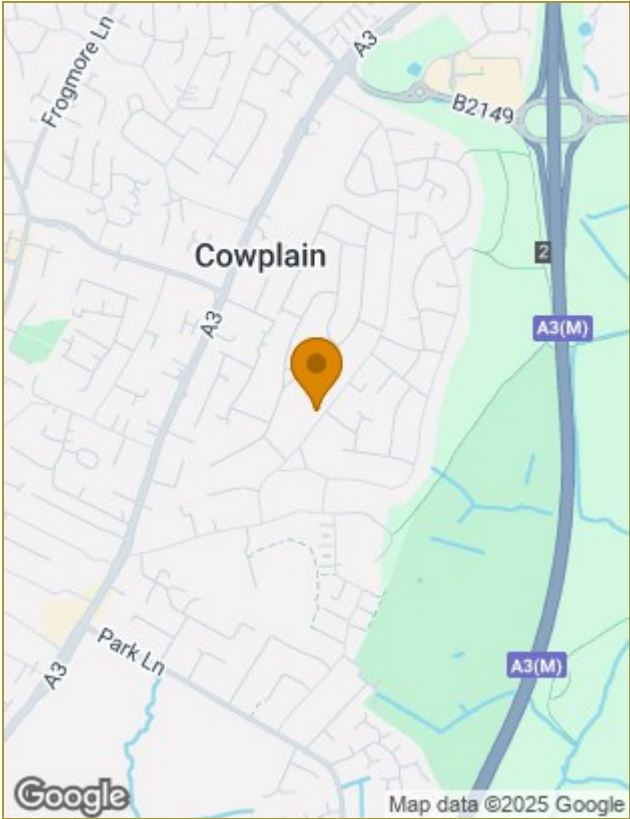 Frogmore Ln
A3
B2149
Cowplain
2
A3
A3(M)
A3(M)
Park Ln
A3
Google
Map data ©2025 Google